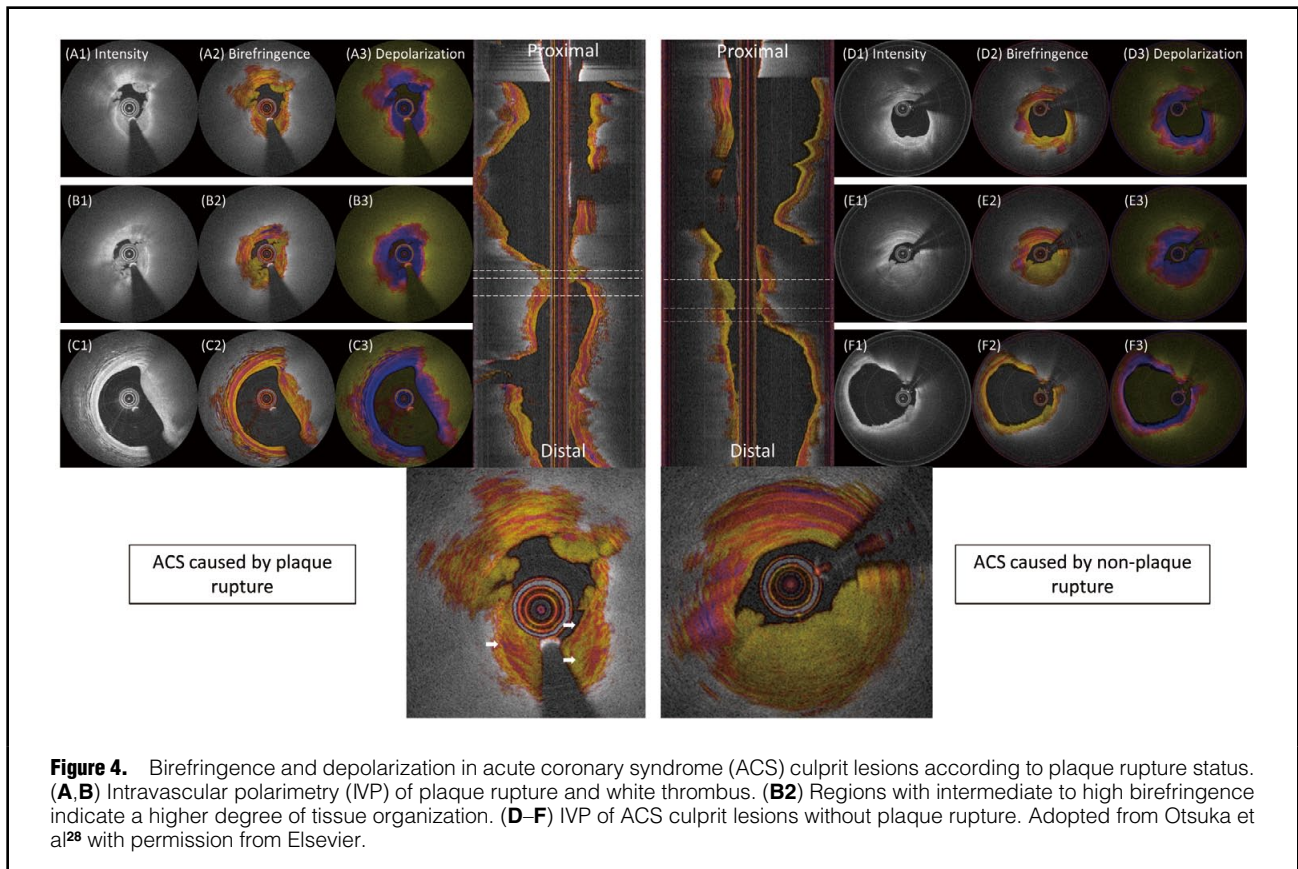 (A1) Intensity
(A2) Birefringence
(A3) Depolarization
Proximal
Proximal
(D1) Intensity
(D2) Birefringence
(D3) Depolarization
(B1)
(B2)
(B3)
(E1)
(E2)
(E3)
(C1)
(C2)
(C3)
(F1)
(F2)
(F3)
Distal
Distal
ACS caused by plaque
rupture
ACS caused by non-plaque
rupture
Figure 4. Birefringence and depolarization in acute coronary syndrome (ACS) culprit lesions according to plaque rupture status.
(A,B) Intravascular polarimetry (IVP) of plaque rupture and white thrombus. (B2) Regions with intermediate to high birefringence
indicate a higher degree of tissue organization. (D–F) IVP of ACS culprit lesions without plaque rupture. Adopted from Otsuka et
al28 with permission from Elsevier.